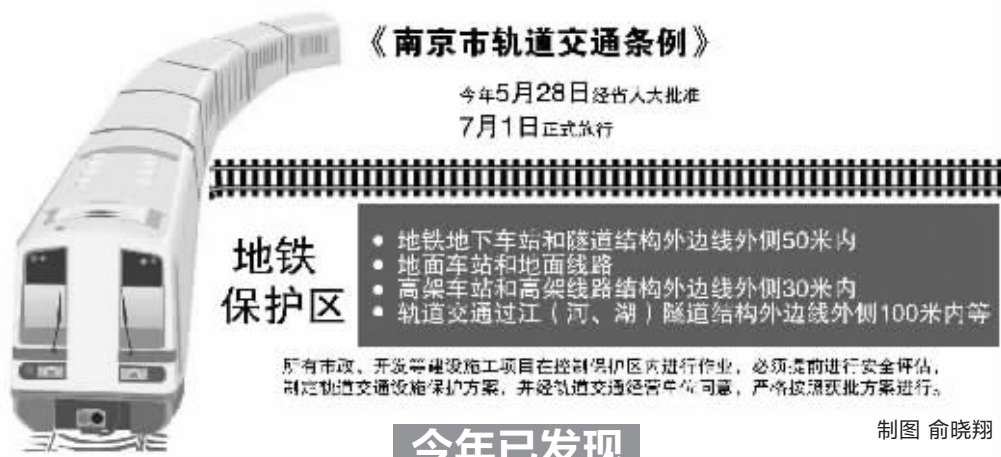 《南京市轨道交通条例》
今年5月28日经省人大批准
7月1日正式施行
地铁
保护区
● 地铁地下车站和隧道结构外边线外侧50米内
● 地面车站和地面线路
● 高架车站和高架线路结构外边线外侧30米内
● 轨道交通过江（河、湖）隧道结构外边线外侧100米内等
所有市政、开发等建设施工项目在控制保护区内进行作业，必须提前进行安全评估，
制定轨道交通设施保护方案，并经轨道交通经营单位同意，严格按照获批方案进行。
制图 俞晓翔
今年已发现